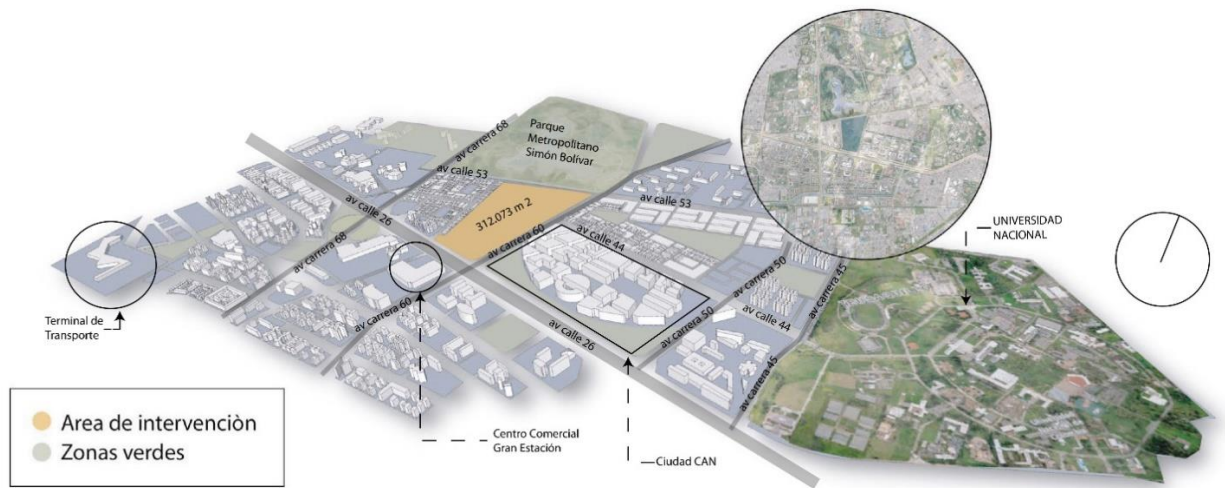 Parque
Metropolitano
Simón Bolívar
av carrera 68
av calle 53
av calle 26
312.073 m 2
av calle 53
av carrera 60
av calle 44
av carrera 68
av carrera 50
av carrera 45
UNIVERSIDAD
NACIONAL
Terminal de
Transporte
av carrera 60
av calle 44
av calle 26
av carrera 50
av carrera 45
Area de intervenciòn
Zonas verdes
Centro Comercial
Gran Estación
Ciudad CAN